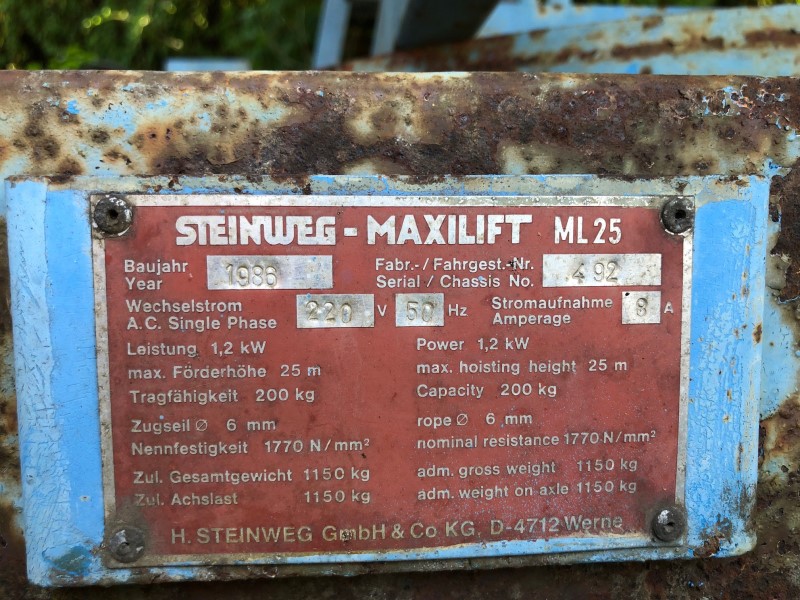 STEINWEG - MAXILIFT ML 25
Baujahr
Year 1986
Fabr.- / Fahrgest.-Nr.
Serial / Chassis No. 492
Wechselstrom
A.C. Single Phase 220 V 50 Hz
Stromaufnahme
Amperage 8 A
Leistung 1,2 kW
max. Förderhöhe 25 m
Tragfähigkeit 200 kg
Zugseil Ø 6 mm
Nennfestigkeit 1770 N/mm²
Zul. Gesamtgewicht 1150 kg
Zul. Achslast 1150 kg
Power 1,2 kW
max. hoisting height 25 m
Capacity 200 kg
rope Ø 6 mm
nominal resistance 1770 N/mm²
adm. gross weight 1150 kg
adm. weight on axle 1150 kg
H. STEINWEG GmbH & Co KG, D-4712 Werne